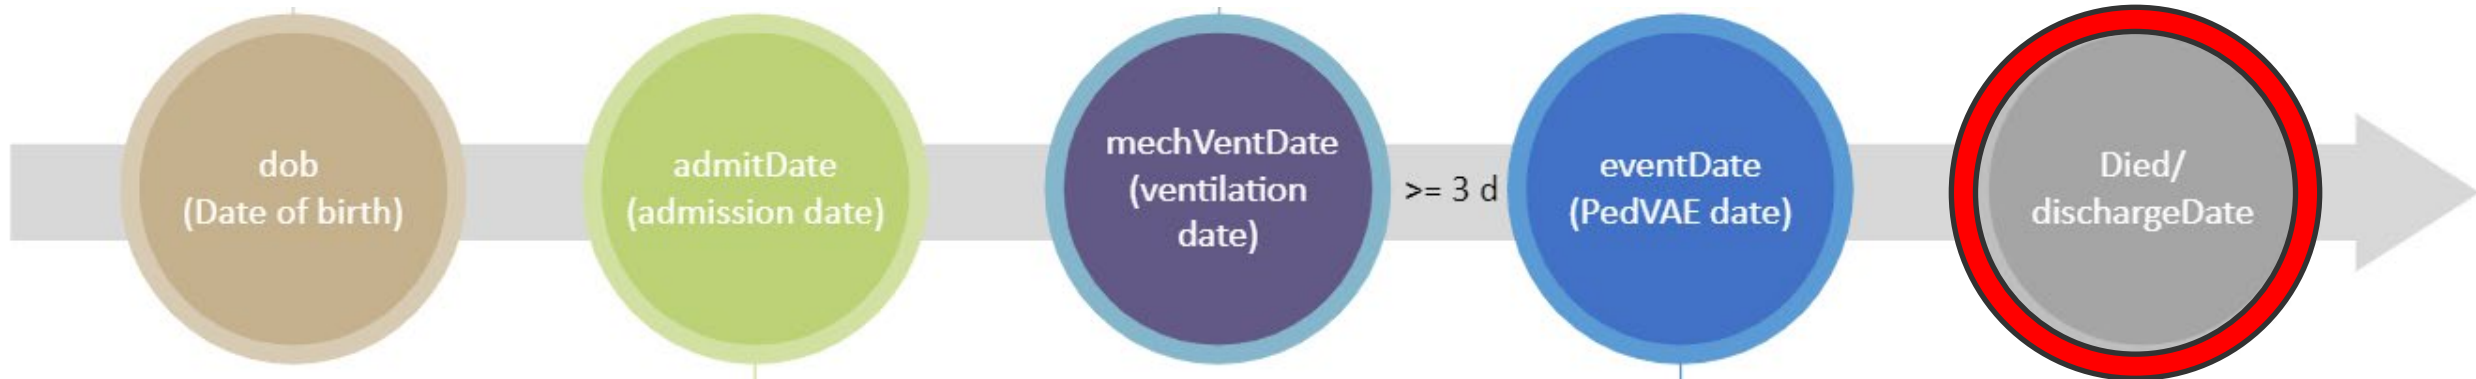 dob
(Date of birth)
admitDate
(admission date)
mechVentDate
(ventilation
date)
>= 3 d
eventDate
(PedVAE date)
Died/
dischargeDate